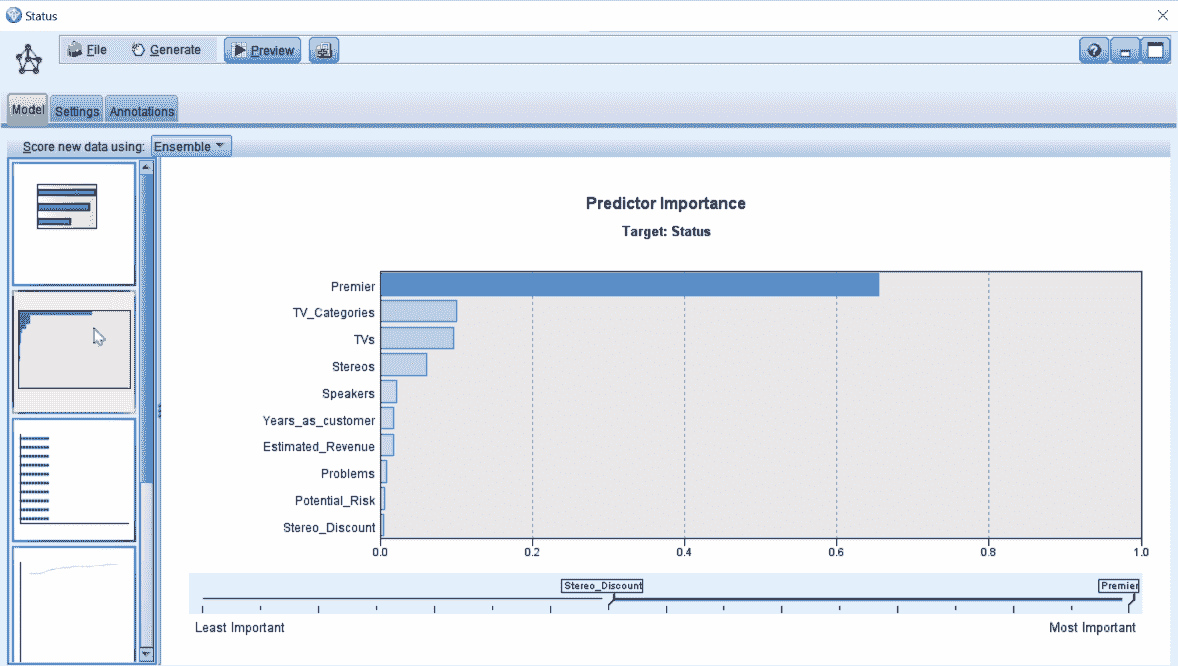 Status
File Generate Preview
Model Settings Annotations
Score new data using: Ensemble
Predictor Importance
Target: Status
Premier
TV_Categories
TVs
Stereos
Speakers
Years_as_customer
Estimated_Revenue
Problems
Potential_Risk
Stereo_Discount
0.0 0.2 0.4 0.6 0.8 1.0
Stereo_Discount Premier
Least Important Most Important